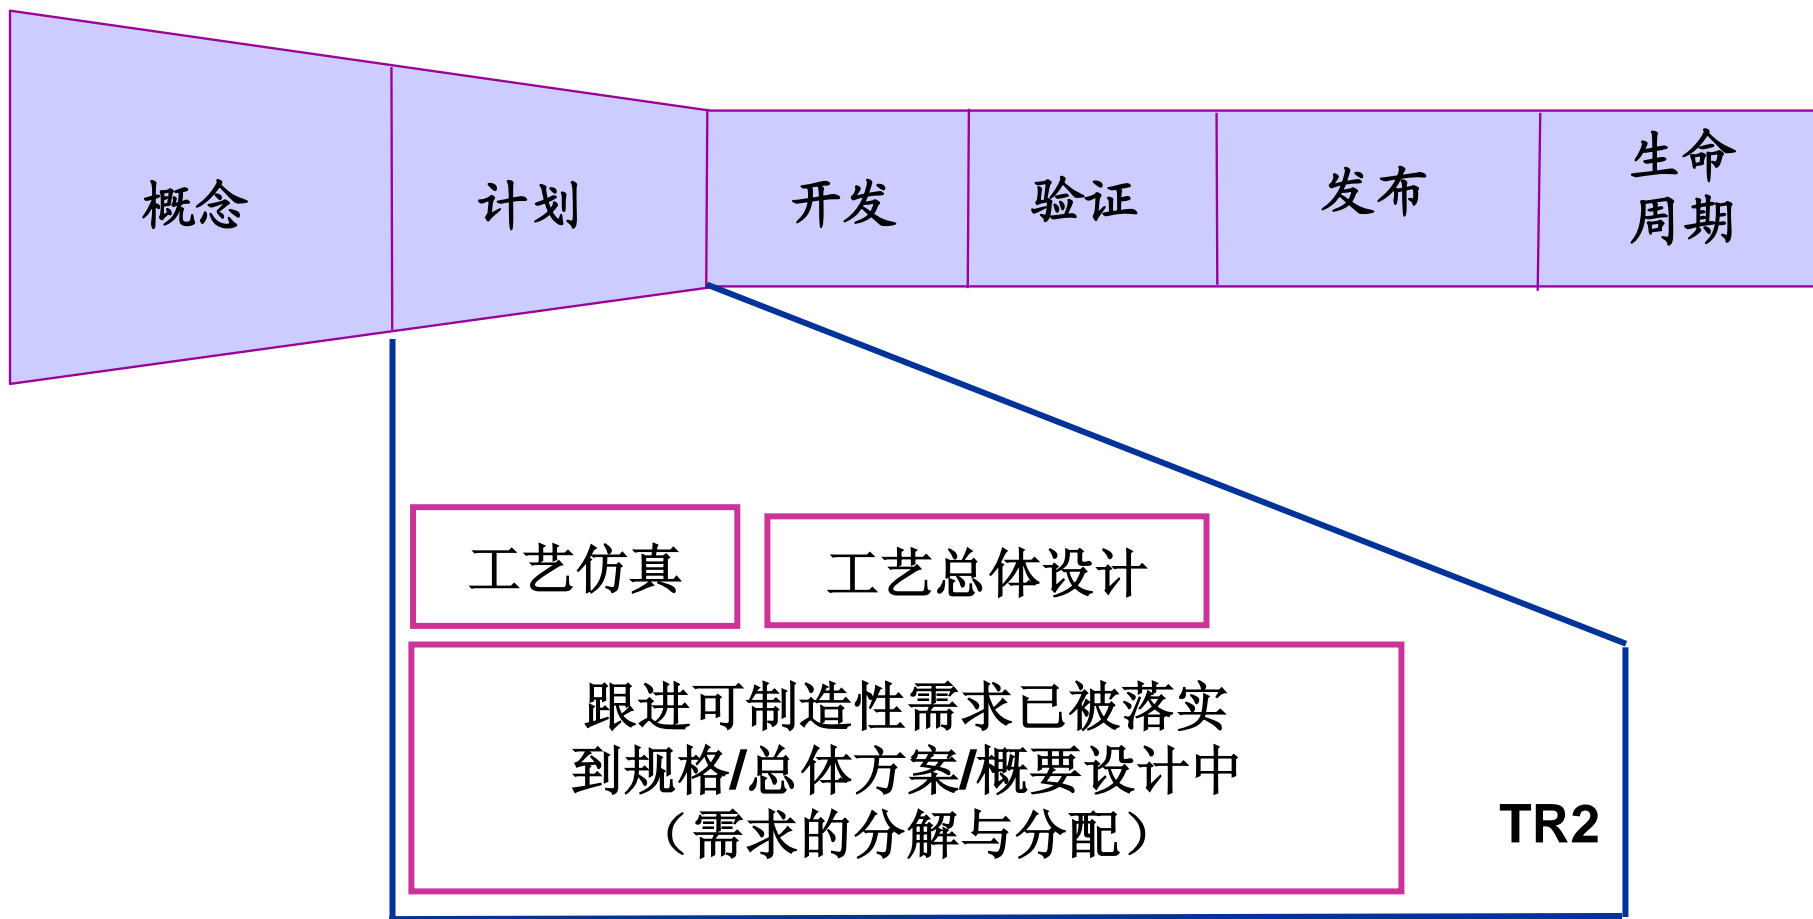 概念
计划
开发
验证
发布
生命
周期
工艺仿真
工艺总体设计
跟进可制造性需求已被落实
到规格/总体方案/概要设计中
（需求的分解与分配）
TR2